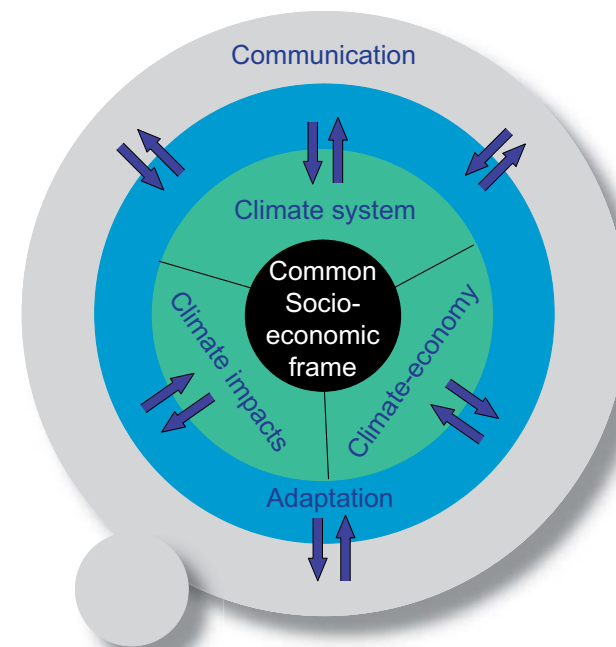 Communication
Climate system
Common
Socio-
economic
frame
Climate impacts
Climate-economy
Adaptation